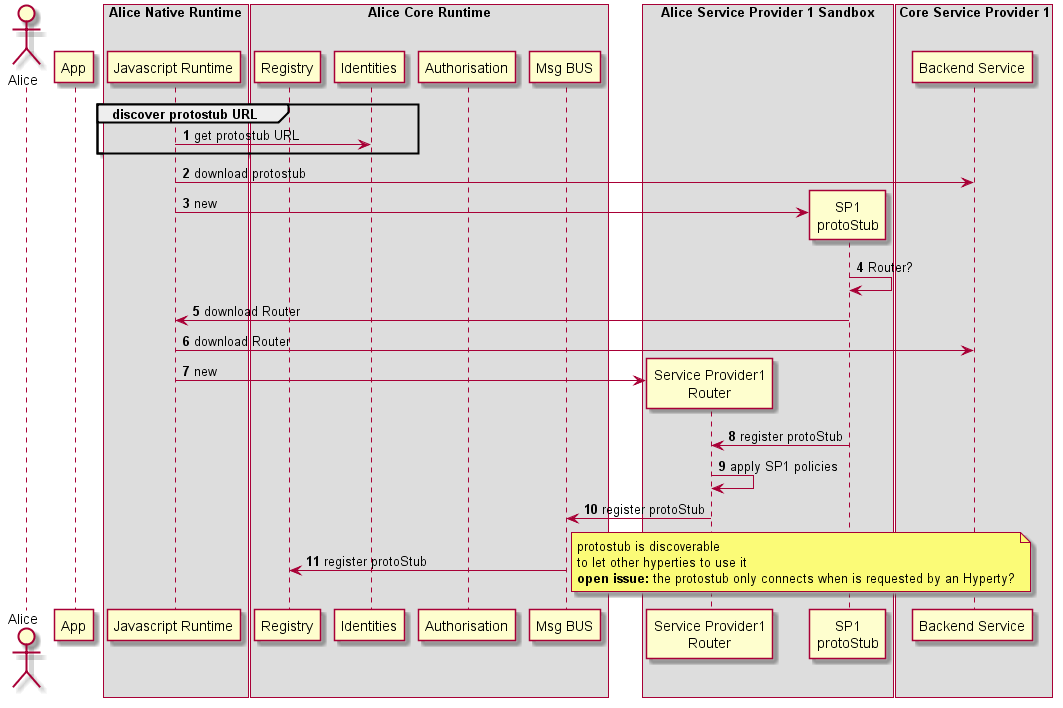 Alice Native Runtime
Alice Core Runtime
Alice Service Provider 1 Sandbox
Core Service Provider 1
Alice
App
Javascript Runtime
Registry
Identities
Authorisation
Msg BUS
Backend Service
discover protostub URL
1 get protostub URL
2 download protostub
3 new
SP1
protoStub
4 Router?
5 download Router
6 download Router
7 new
Service Provider1
Router
8 register protoStub
9 apply SP1 policies
10 register protoStub
protostub is discoverable
to let other hyperties to use it
open issue: the protostub only connects when is requested by an Hyperty?
11 register protoStub
Alice
App
Javascript Runtime
Registry
Identities
Authorisation
Msg BUS
Service Provider1
Router
SP1
protoStub
Backend Service